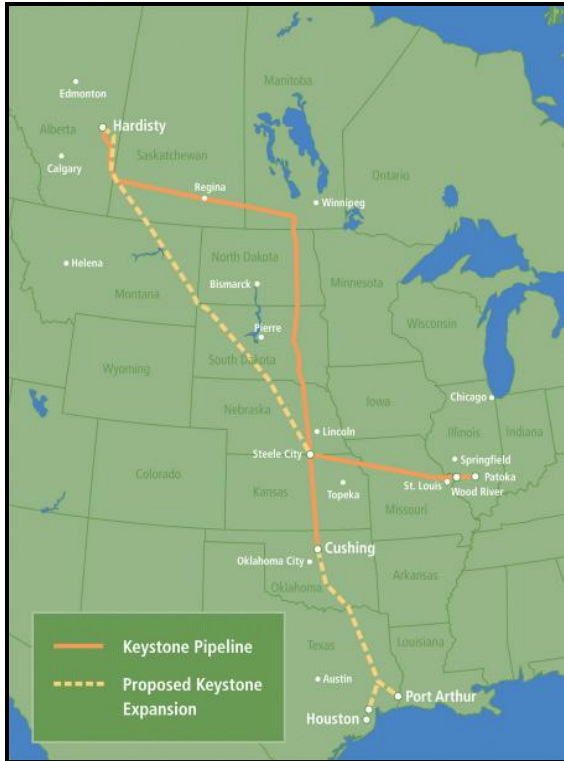 Edmonton
Manitoba
Alberta
Hardisty
Saskatchewan
Calgary
Ontario
Regina
Winnipeg
Helena
North Dakota
Minnesota
Bismarck
Montana
Pierre
Wisconsin
South Dakota
Wyoming
Chicago
Nebraska
Iowa
Lincoln
Illinois
Indiana
Steele City
Springfield
Colorado
Patoka
St. Louis
Wood River
Kansas
Topeka
Missouri
Cushing
Oklahoma City
Arkansas
Oklahoma
Texas
Louisiana
Keystone Pipeline
Austin
Proposed Keystone
Expansion
Port Arthur
Houston